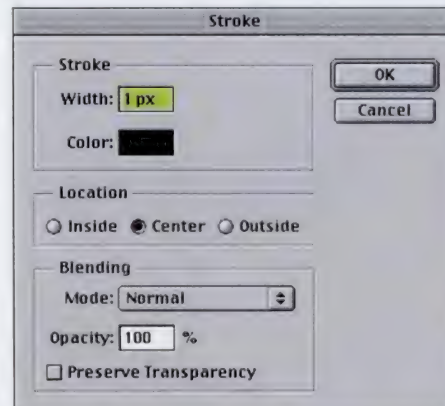 Stroke
Stroke
Width: 1 px
Color:
OK
Cancel
Location
Inside Center Outside
Blending
Mode: Normal
Opacity: 100 %
Preserve Transparency